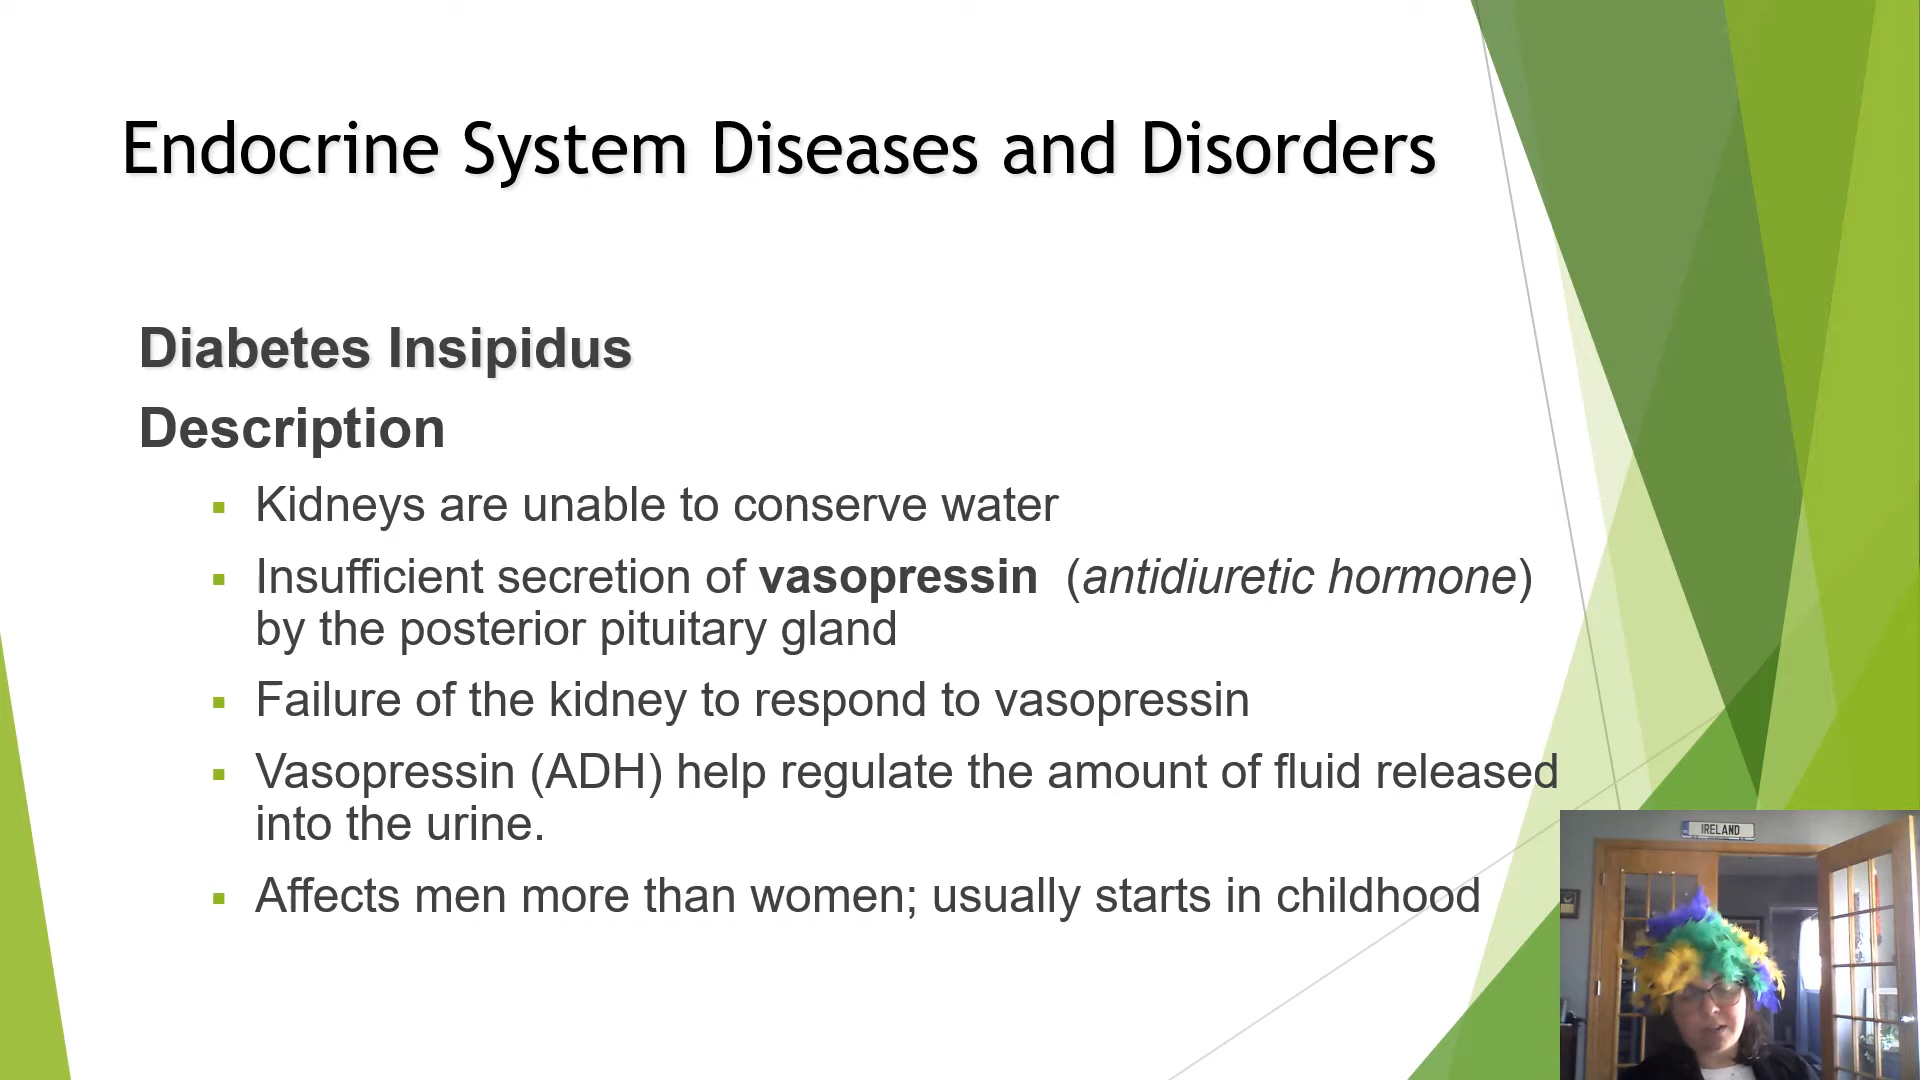 Endocrine System Diseases and Disorders
Diabetes Insipidus
Description
Kidneys are unable to conserve water
Insufficient secretion of vasopressin (antidiuretic hormone)
by the posterior pituitary gland
Failure of the kidney to respond to vasopressin
Vasopressin (ADH) help regulate the amount of fluid released
into the urine.
Affects men more than women; usually starts in childhood
IRELAND